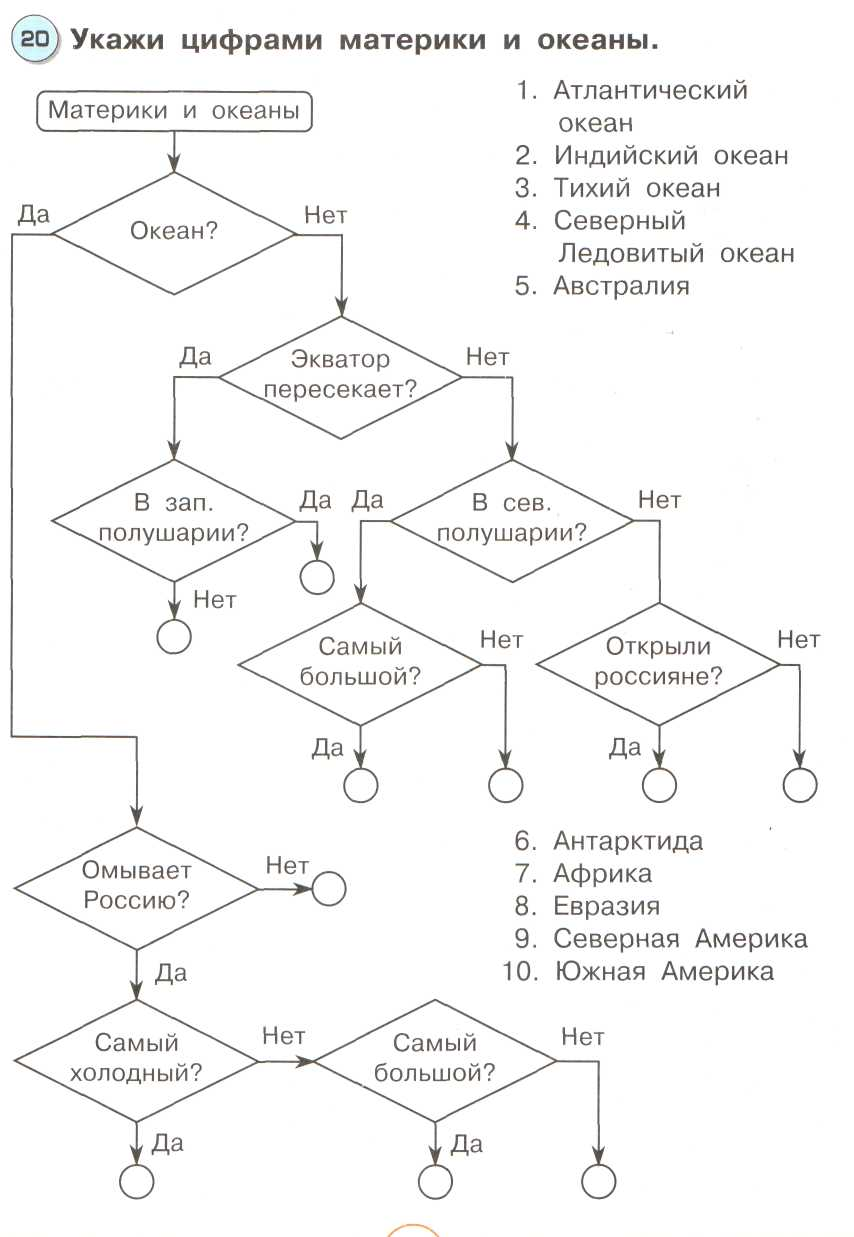 20 Укажи цифрами материки и океаны.
Материки и океаны
1. Атлантический
океан
2. Индийский океан
3. Тихий океан
4. Северный
Ледовитый океан
5. Австралия
Да
Океан?
Нет
Да
Экватор
пересекает?
Нет
В зап.
полушарии?
Да
Нет
Да
В сев.
полушарии?
Нет
Самый
большой?
Нет
Да
Открыли
россияне?
Нет
Да
6. Антарктида
7. Африка
8. Евразия
9. Северная Америка
10. Южная Америка
Омывает
Россию?
Нет
Да
Самый
холодный?
Нет
Да
Самый
большой?
Нет
Да